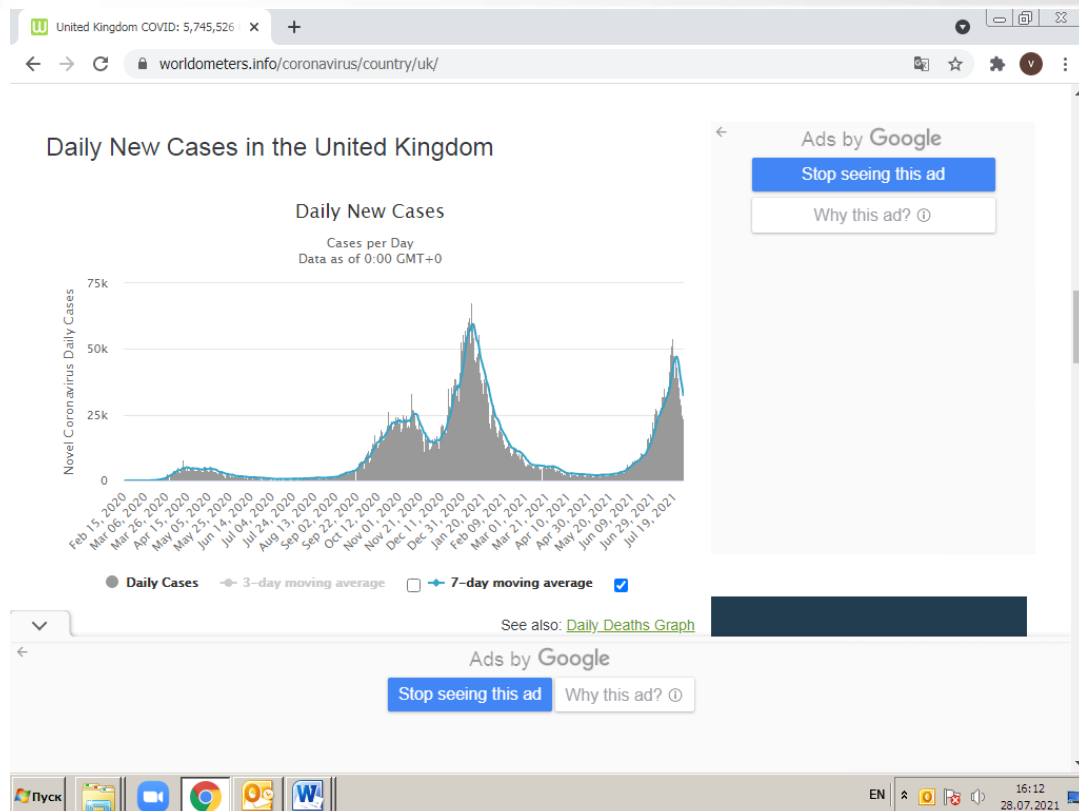 United Kingdom COVID: 5,745,526
worldometers.info/coronavirus/country/uk/
V
Daily New Cases in the United Kingdom
Ads by Google
Stop seeing this ad
Why this ad?
Daily New Cases
Cases per Day
Data as of 0:00 GMT+0
Novel Coronavirus Daily Cases
75k
50k
25k
0
Feb 15, 2020
Mar 06, 2020
Mar 26, 2020
Apr 15, 2020
May 05, 2020
May 25, 2020
Jun 14, 2020
Jul 04, 2020
Jul 24, 2020
Aug 13, 2020
Sep 02, 2020
Sep 22, 2020
Oct 12, 2020
Nov 01, 2020
Nov 21, 2020
Dec 11, 2020
Dec 31, 2020
Jan 20, 2021
Feb 09, 2021
Mar 01, 2021
Mar 21, 2021
Apr 10, 2021
Apr 30, 2021
May 20, 2021
Jun 09, 2021
Jun 29, 2021
Jul 19, 2021
Daily Cases 3-day moving average 7-day moving average
See also: Daily Deaths Graph
Ads by Google
Stop seeing this ad Why this ad?
Пуск
EN
16:12
28.07.2021